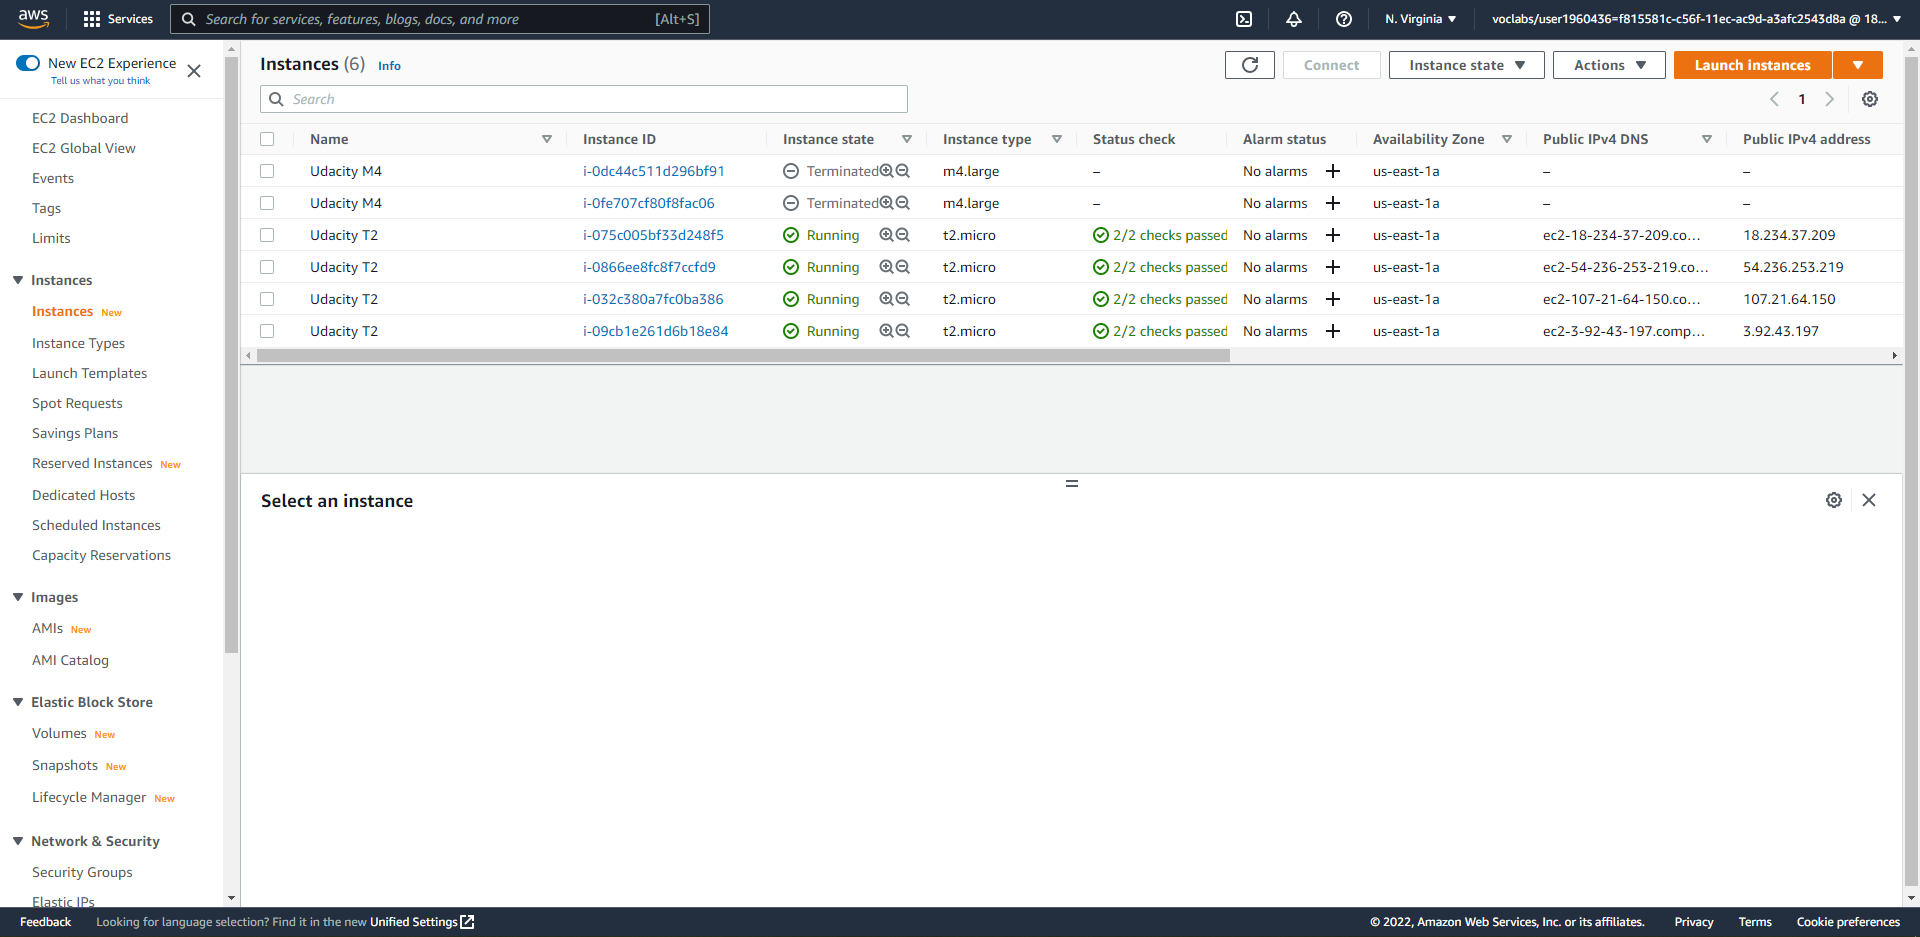 aws
Services
Search for services, features, blogs, docs, and more [Alt+S]
N. Virginia
voclabs/user1960436=f815581c-c56f-11ec-ac9d-a3afc2543d8a @ 18...
New EC2 Experience
Tell us what you think
EC2 Dashboard
EC2 Global View
Events
Tags
Limits
Instances
Instances New
Instance Types
Launch Templates
Spot Requests
Savings Plans
Reserved Instances New
Dedicated Hosts
Scheduled Instances
Capacity Reservations
Images
AMIs New
AMI Catalog
Elastic Block Store
Volumes New
Snapshots New
Lifecycle Manager New
Network & Security
Security Groups
Elastic IPs
Instances (6) Info
Connect
Instance state
Actions
Launch instances
Search
1
Name Instance ID Instance state Instance type Status check Alarm status Availability Zone Public IPv4 DNS Public IPv4 address
Udacity M4 i-0dc44c511d296bf91 Terminated m4.large – No alarms us-east-1a – –
Udacity M4 i-0fe707cf80f8fac06 Terminated m4.large – No alarms us-east-1a – –
Udacity T2 i-075c005bf33d248f5 Running t2.micro 2/2 checks passed No alarms us-east-1a ec2-18-234-37-209.co... 18.234.37.209
Udacity T2 i-0866ee8fc8f7ccfd9 Running t2.micro 2/2 checks passed No alarms us-east-1a ec2-54-236-253-219.co... 54.236.253.219
Udacity T2 i-032c380a7fc0ba386 Running t2.micro 2/2 checks passed No alarms us-east-1a ec2-107-21-64-150.co... 107.21.64.150
Udacity T2 i-09cb1e261d6b18e84 Running t2.micro 2/2 checks passed No alarms us-east-1a ec2-3-92-43-197.comp... 3.92.43.197
Select an instance
Feedback
Looking for language selection? Find it in the new Unified Settings
© 2022, Amazon Web Services, Inc. or its affiliates.
Privacy
Terms
Cookie preferences